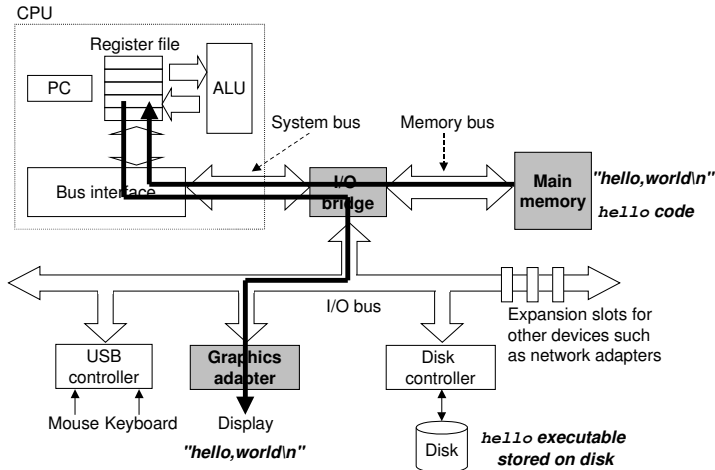 CPU
Register file
PC
ALU
System bus
Memory bus
Bus interface
I/O
bridge
Main
memory
"hello,world\n"
hello code
I/O bus
Expansion slots for
other devices such
as network adapters
USB
controller
Graphics
adapter
Disk
controller
Mouse Keyboard
Display
"hello,world\n"
Disk
hello executable
stored on disk